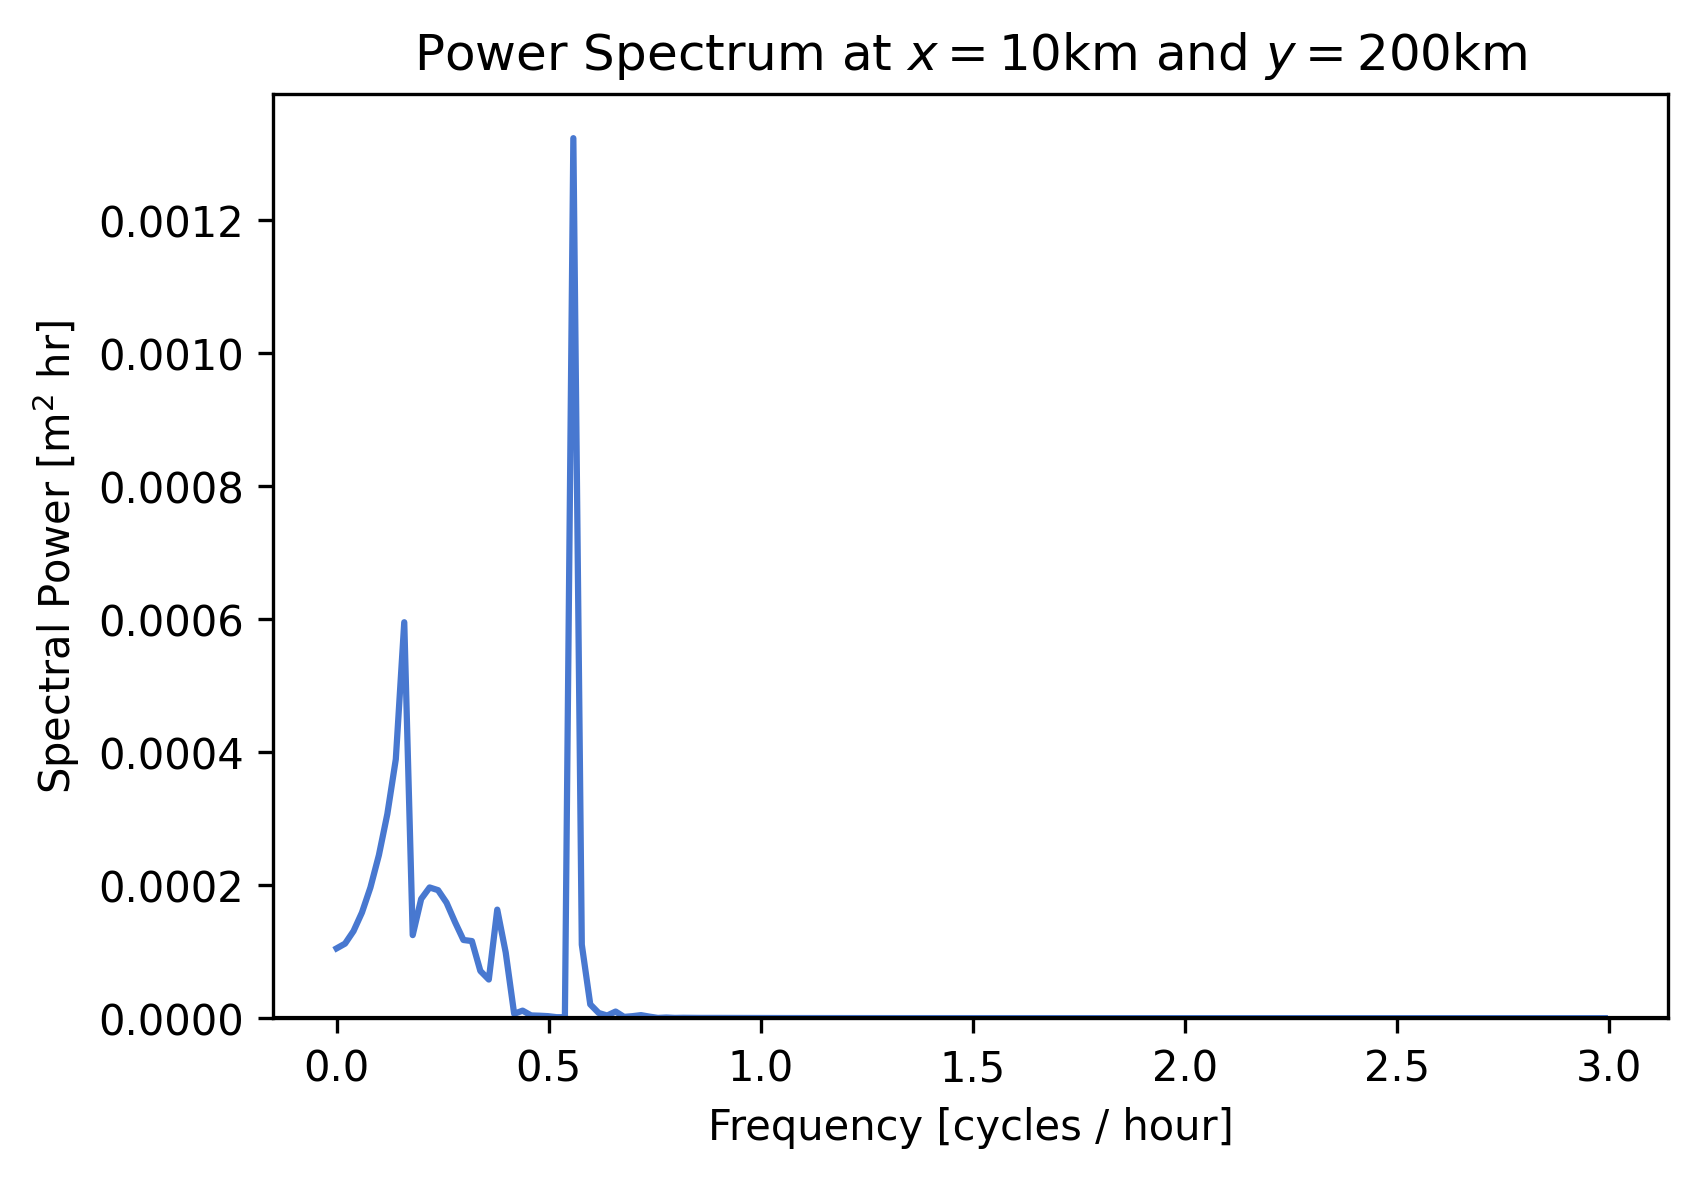 Power Spectrum at x = 10km and y = 200km
Spectral Power [m² hr]
0.0012
0.0010
0.0008
0.0006
0.0004
0.0002
0.0000
0.0 0.5 1.0 1.5 2.0 2.5 3.0
Frequency [cycles / hour]